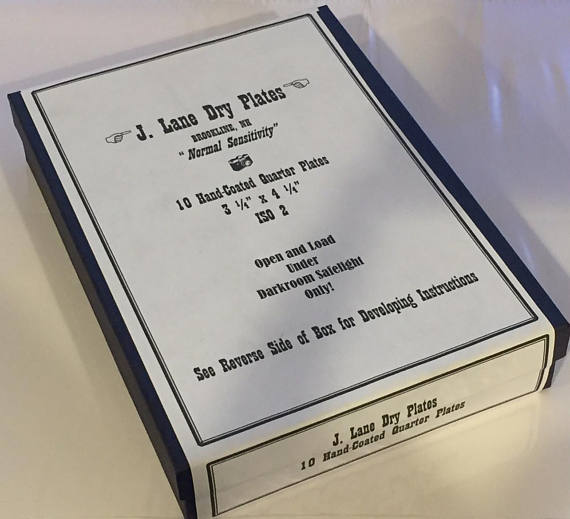 J. Lane Dry Plates
BROOKLINE, NH
"Normal Sensitivity"
10 Hand-Coated Quarter Plates
3 ¼" x 4 ¼"
ISO 2
Open and Load
Under
Darkroom Safelight
Only!
See Reverse Side of Box for Developing Instructions
J. Lane Dry Plates
10 Hand-Coated Quarter Plates